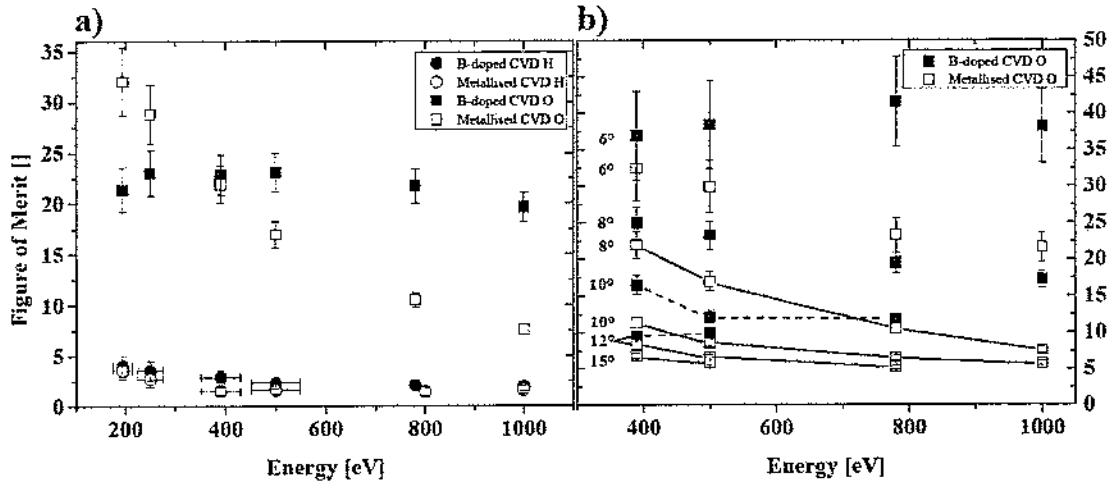 a)
Figure of Merit []
35
30
25
20
15
10
5
0
200
400
600
800
1000
Energy [eV]
B-doped CVD H
Metallised CVD H
B-doped CVD O
Metallised CVD O
b)
B-doped CVD O
Metallised CVD O
6º
6º
8º
8º
10º
10º
12º
15º
50
45
40
35
30
25
20
15
10
5
0
400
600
800
1000
Energy [eV]